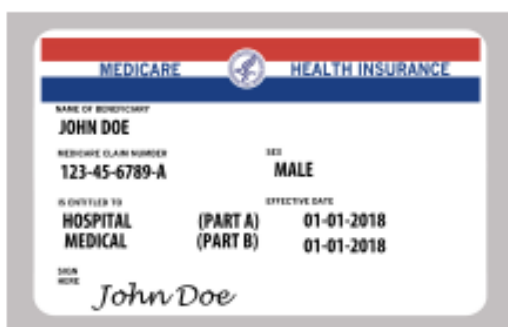 MEDICARE HEALTH INSURANCE
NAME OF BENEFICIARY
JOHN DOE
MEDICARE CLAIM NUMBER SEX
123-45-6789-A MALE
IS ENTITLED TO EFFECTIVE DATE
HOSPITAL (PART A) 01-01-2018
MEDICAL (PART B) 01-01-2018
SIGN
HERE John Doe